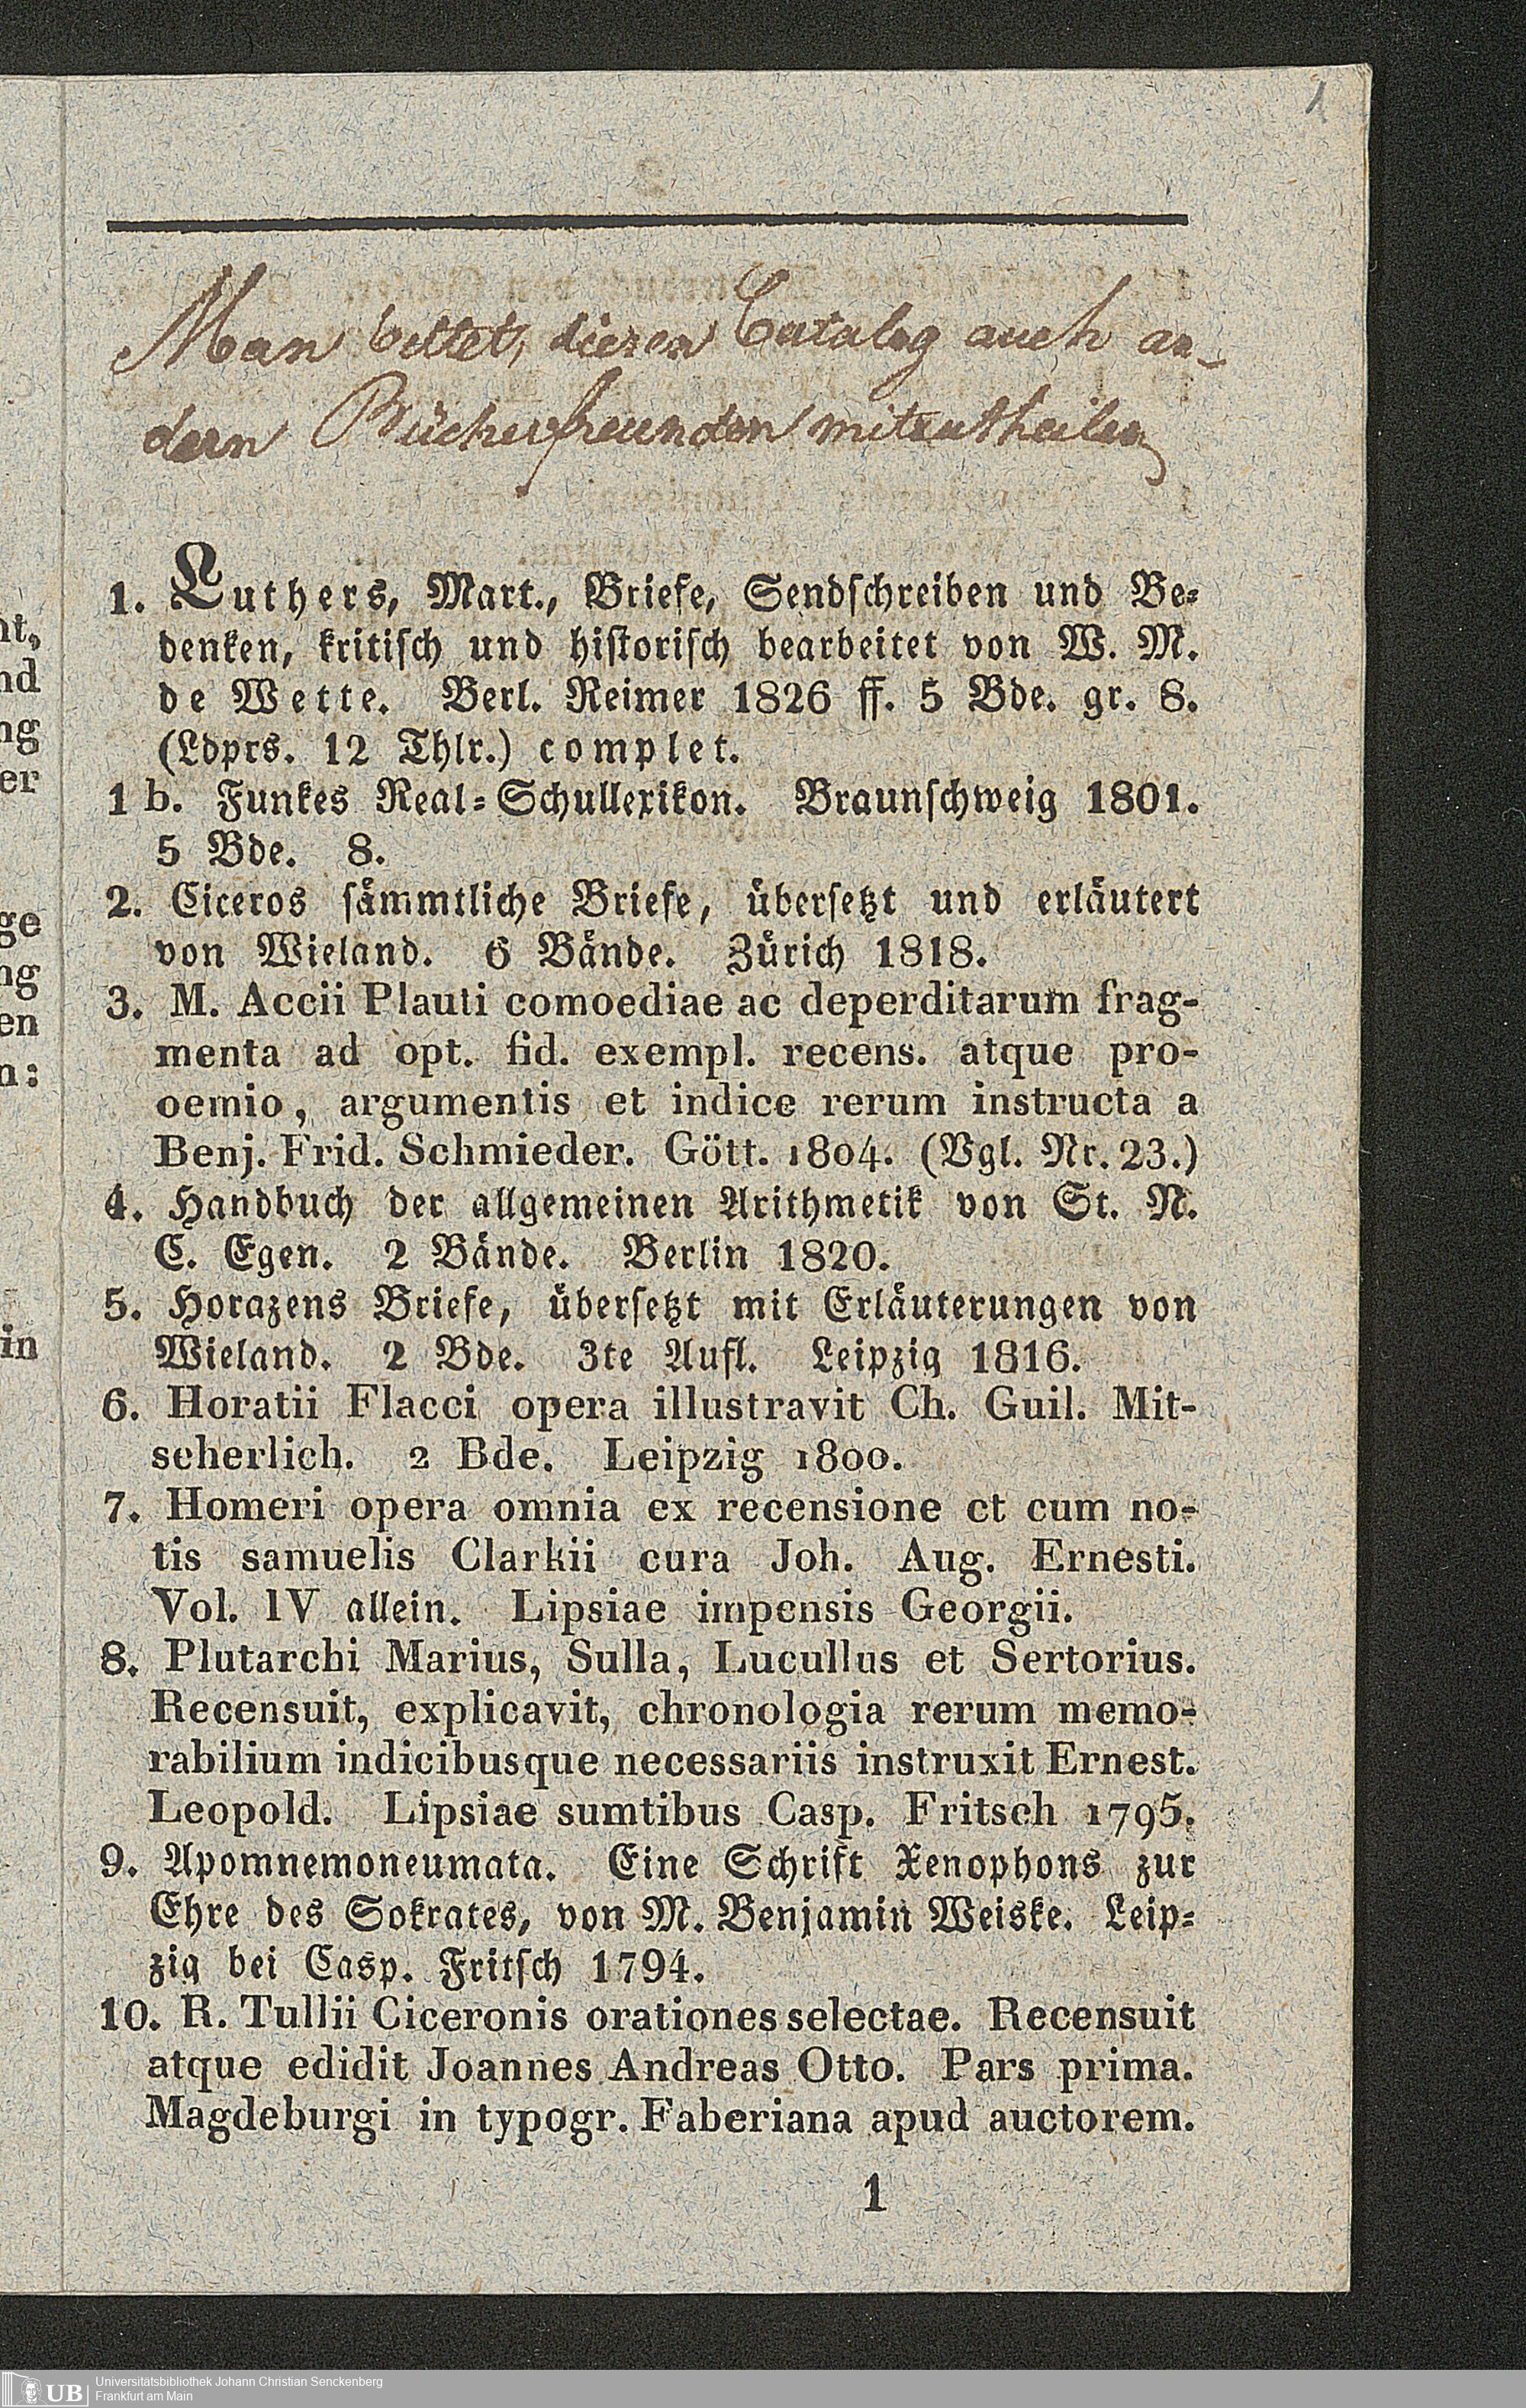 1
Man bittet, diesen Catalog auch an-
dern Bücherfreunden mitzutheilen
1. Luthers, Mart., Briefe, Sendschreiben und Be-
denken, kritisch und historisch bearbeitet von W. M.
de Wette. Berl. Reimer 1826 ff. 5 Bde. gr. 8.
(Ldprs. 12 Thlr.) complet.
1 b. Funkes Real-Schullexikon. Braunschweig 1801.
5 Bde. 8.
2. Ciceros sämmtliche Briefe, übersetzt und erläutert
von Wieland. 6 Bände. Zürich 1818.
3. M. Accii Plauti comoediae ac deperditarum frag-
menta ad opt. fid. exempl. recens. atque pro-
oemio, argumentis et indice rerum instructa a
Benj. Frid. Schmieder. Gött. 1804. (Vgl. Nr. 23.)
4. Handbuch der allgemeinen Arithmetik von St. N.
C. Egen. 2 Bände. Berlin 1820.
5. Horazens Briefe, übersetzt mit Erläuterungen von
Wieland. 2 Bde. 3te Aufl. Leipzig 1816.
6. Horatii Flacci opera illustravit Ch. Guil. Mit-
scherlich. 2 Bde. Leipzig 1800.
7. Homeri opera omnia ex recensione et cum no-
tis samuelis Clarkii cura Joh. Aug. Ernesti.
Vol. IV allein. Lipsiae impensis Georgii.
8. Plutarchi Marius, Sulla, Lucullus et Sertorius.
Recensuit, explicavit, chronologia rerum memo-
rabilium indicibusque necessariis instruxit Ernest.
Leopold. Lipsiae sumtibus Casp. Fritsch 1795.
9. Apomnemoneumata. Eine Schrift Xenophons zur
Ehre des Sokrates, von M. Benjamin Weiske. Leip-
zig bei Casp. Fritsch 1794.
10. R. Tullii Ciceronis orationes selectae. Recensuit
atque edidit Joannes Andreas Otto. Pars prima.
Magdeburgi in typogr. Faberiana apud auctorem.
1
UB
Universitätsbibliothek Johann Christian Senckenberg
Frankfurt am Main